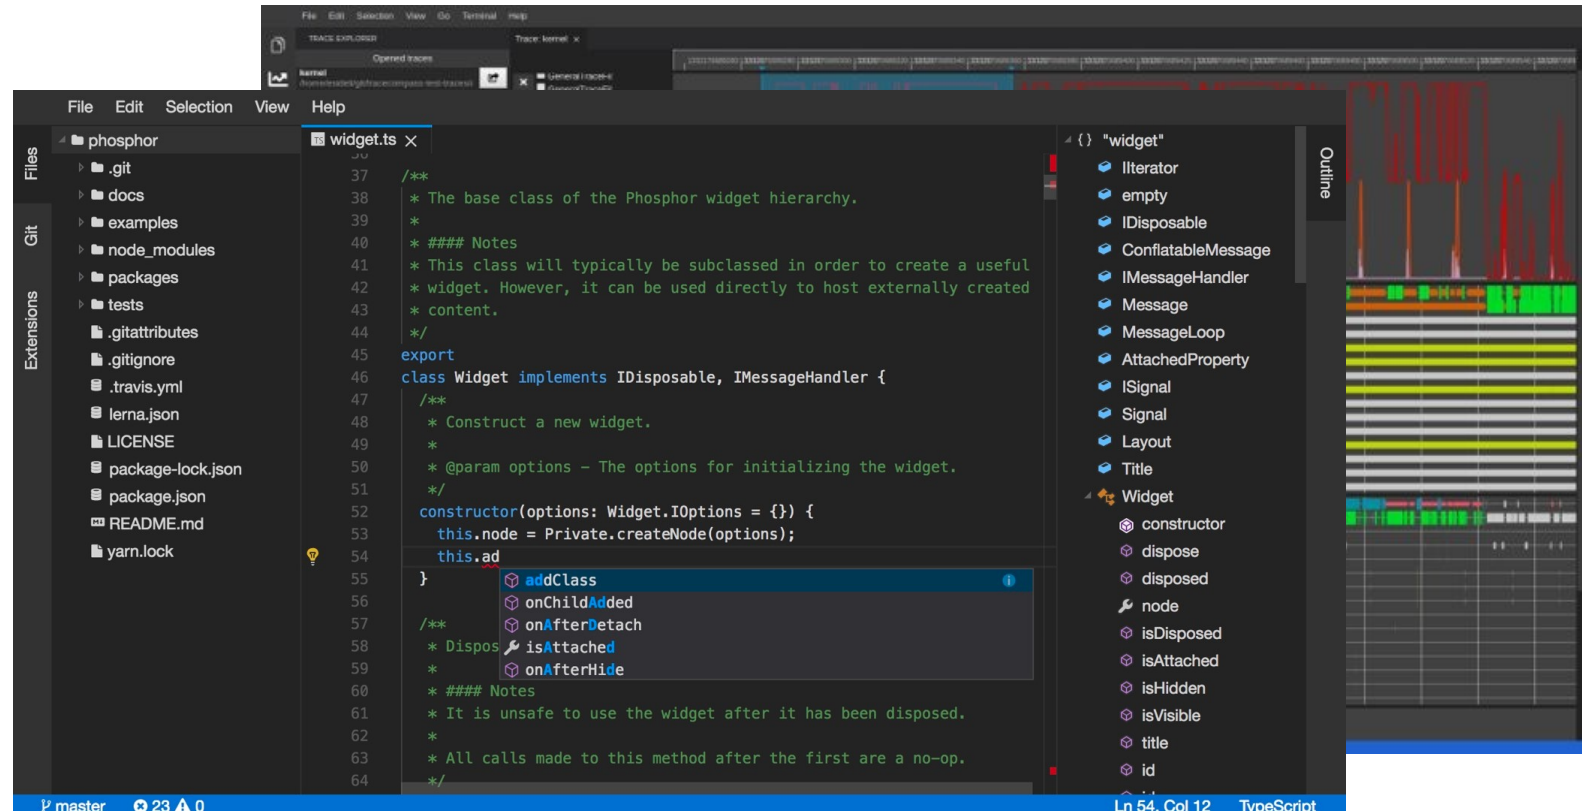 File Edit Selection View Go Terminal Help
TRACE EXPLORER
Trace: kernel ×
Opened traces
kernel
File Edit Selection View Help
Files
Git
Extensions
phosphor
.git
docs
examples
node_modules
packages
tests
.gitattributes
.gitignore
.travis.yml
lerna.json
LICENSE
package-lock.json
package.json
README.md
yarn.lock
TS widget.ts ×
36
37 /**
38 * The base class of the Phosphor widget hierarchy.
39 *
40 * #### Notes
41 * This class will typically be subclassed in order to create a useful
42 * widget. However, it can be used directly to host externally created
43 * content.
44 */
45 export
46 class Widget implements IDisposable, IMessageHandler {
47 /**
48 * Construct a new widget.
49 *
50 * @param options – The options for initializing the widget.
51 */
52 constructor(options: Widget.IOptions = {}) {
53 this.node = Private.createNode(options);
54 this.ad
55 }
addClass
onChildAdded
onAfterDetach
isAttached
onAfterHide
56
57 /**
58 * Dispos
59 *
60 * #### Notes
61 * It is unsafe to use the widget after it has been disposed.
62 *
63 * All calls made to this method after the first are a no-op.
64 */
{} "widget"
IIterator
empty
IDisposable
ConflatableMessage
IMessageHandler
Message
MessageLoop
AttachedProperty
ISignal
Signal
Layout
Title
Widget
constructor
dispose
disposed
node
isDisposed
isAttached
isHidden
isVisible
title
id
Outline
master 23 0
Ln 54, Col 12 TypeScript